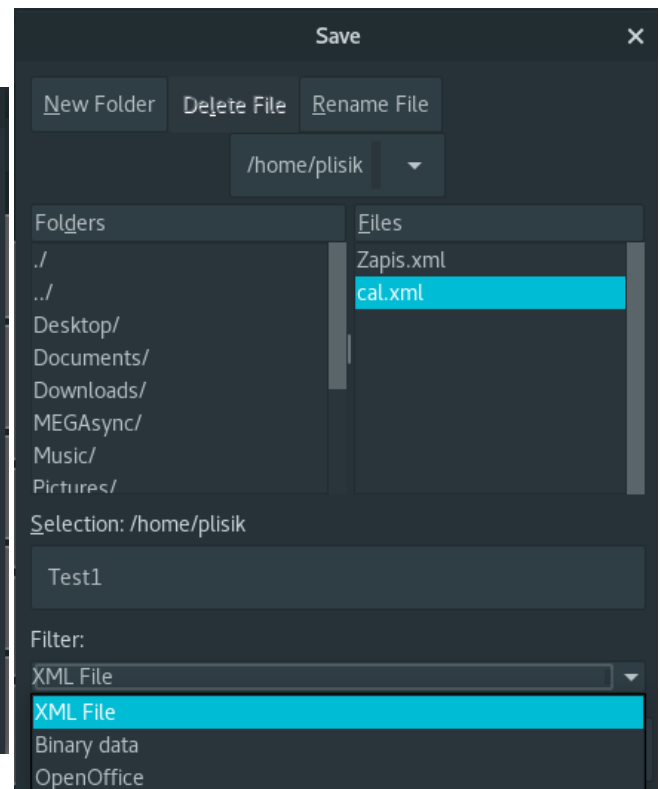 Save
New Folder Delete File Rename File
/home/plisik
Folders Files
./ Zapis.xml
../ cal.xml
Desktop/
Documents/
Downloads/
MEGAsync/
Music/
Pictures/
Selection: /home/plisik
Test1
Filter:
XML File
XML File
Binary data
OpenOffice